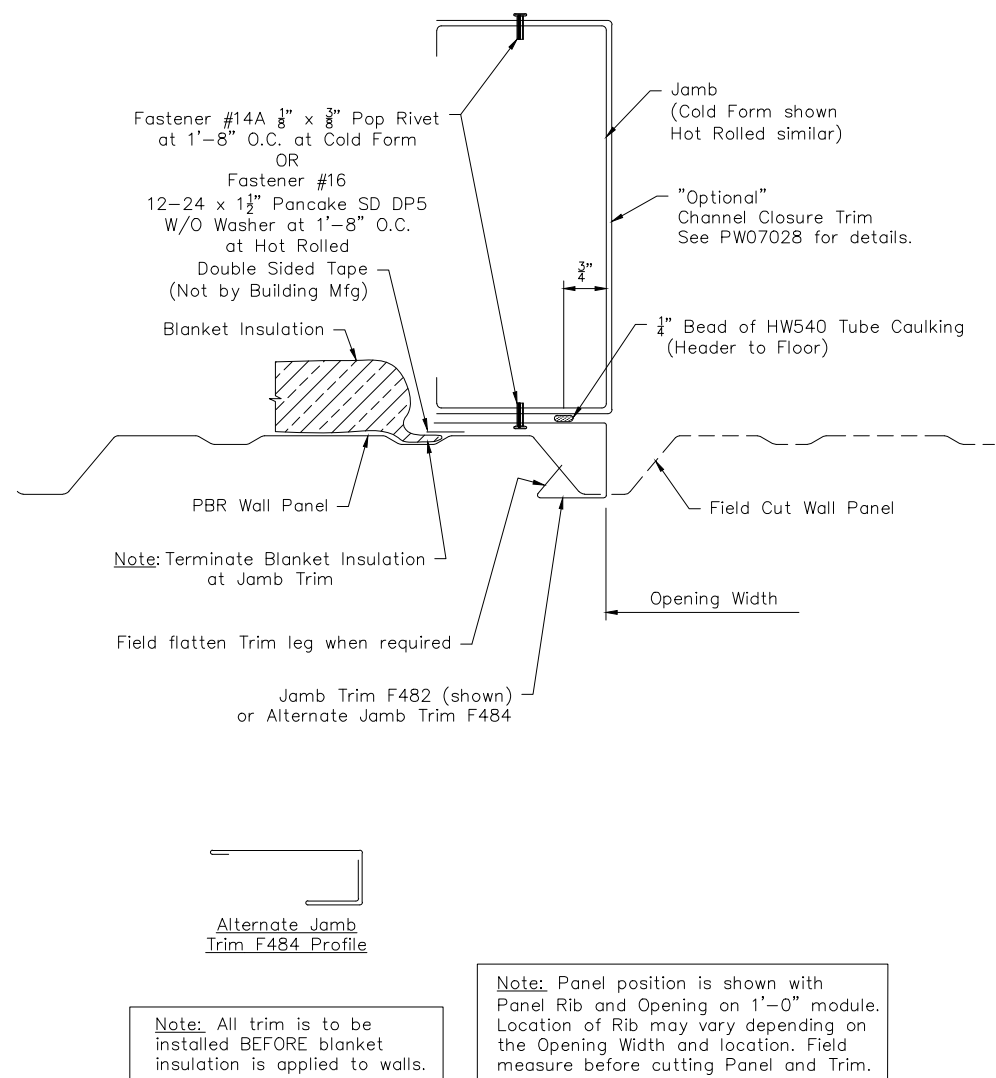 Fastener #14A 1/8" x 3/8" Pop Rivet
at 1'-8" O.C. at Cold Form
OR
Fastener #16
12-24 x 1 1/2" Pancake SD DP5
W/O Washer at 1'-8" O.C.
at Hot Rolled
Double Sided Tape
(Not by Building Mfg)
Blanket Insulation
Jamb
(Cold Form shown
Hot Rolled similar)
"Optional"
Channel Closure Trim
See PW07028 for details.
3/4"
1/4" Bead of HW540 Tube Caulking
(Header to Floor)
PBR Wall Panel
Field Cut Wall Panel
Note: Terminate Blanket Insulation
at Jamb Trim
Opening Width
Field flatten Trim leg when required
Jamb Trim F482 (shown)
or Alternate Jamb Trim F484
Alternate Jamb
Trim F484 Profile
Note: All trim is to be
installed BEFORE blanket
insulation is applied to walls.
Note: Panel position is shown with
Panel Rib and Opening on 1'-0" module.
Location of Rib may vary depending on
the Opening Width and location. Field
measure before cutting Panel and Trim.